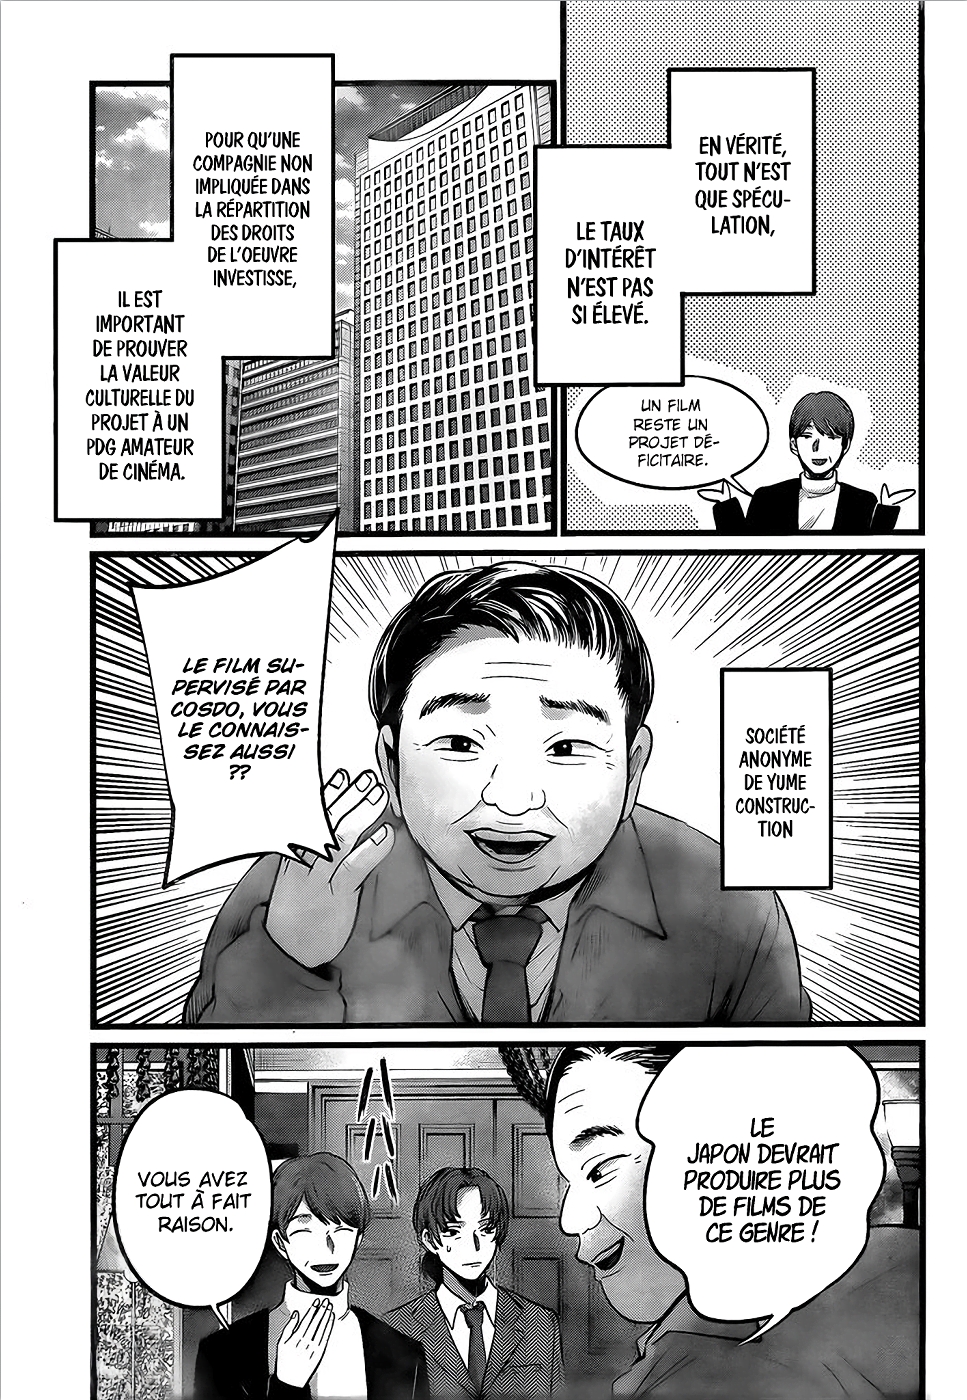 EN VÉRITÉ,
TOUT N'EST
QUE SPÉCU-
LATION,
LE TAUX
D'INTÉRÊT
N'EST PAS
SI ÉLEVÉ.
UN FILM
RESTE UN
PROJET DÉ-
FICITAIRE.
POUR QU'UNE
COMPAGNIE NON
IMPLIQUÉE DANS
LA RÉPARTITION
DES DROITS
DE L'OEUVRE
INVESTISSE,
IL EST
IMPORTANT
DE PROUVER
LA VALEUR
CULTURELLE DU
PROJET À UN
PDG AMATEUR
DE CINÉMA.
SOCIÉTÉ
ANONYME
DE YUME
CONSTRUC-
TION
LE FILM SU-
PERVISÉ PAR
COSDO, VOUS
LE CONNAIS-
SEZ AUSSI
??
LE
JAPON DEVRAIT
PRODUIRE PLUS
DE FILMS DE
CE GENRE !
VOUS AVEZ
TOUT À FAIT
RAISON.